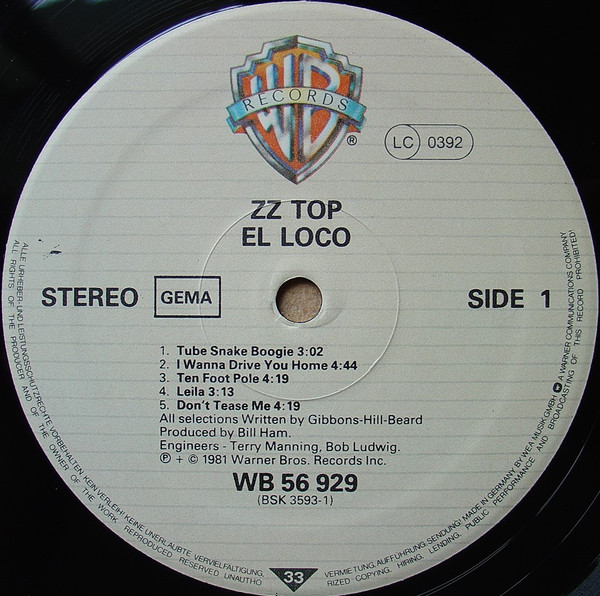 WB
RECORDS
®
LC 0392
ZZ TOP
EL LOCO
STEREO GEMA SIDE 1
1. Tube Snake Boogie 3:02
2. I Wanna Drive You Home 4:44
3. Ten Foot Pole 4:19
4. Leila 3:13
5. Don't Tease Me 4:19
All selections Written by Gibbons-Hill-Beard
Produced by Bill Ham.
Engineers - Terry Manning, Bob Ludwig.
℗ + © 1981 Warner Bros. Records Inc.
WB 56 929
(BSK 3593-1)
33
ALLE URHEBER- UND LEISTUNGSSCHUTZRECHTE VORBEHALTEN. KEIN VERLEIH! KEINE UNERLAUBTE VERVIELFÄLTIGUNG, VERMIETUNG, AUFFÜHRUNG, SENDUNG! MADE IN GERMANY BY WEA MUSIK GMBH A WARNER COMMUNICATIONS COMPANY
ALL RIGHTS OF THE PRODUCER AND OF THE OWNER OF THE WORK REPRODUCED RESERVED UNAUTHORIZED COPYING, HIRING, LENDING, PUBLIC PERFORMANCE AND BROADCASTING OF THIS RECORD PROHIBITED!